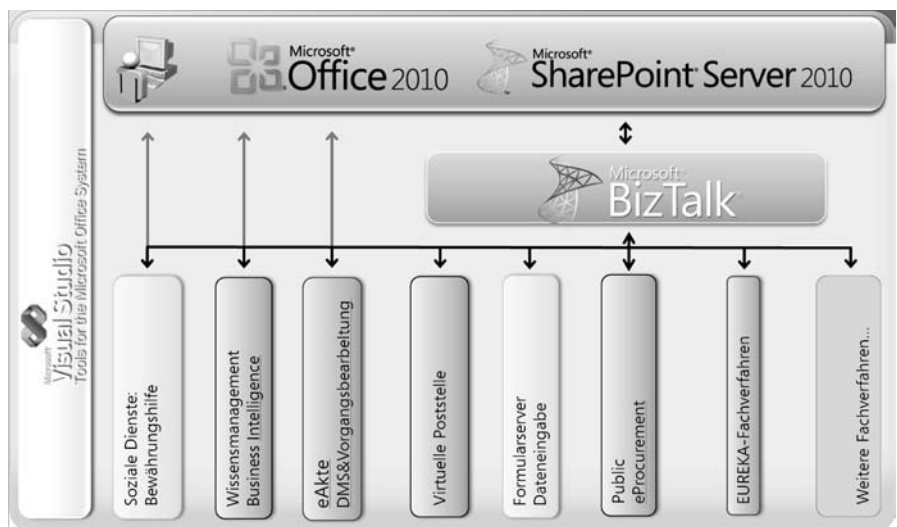 Microsoft®
Office 2010
Microsoft®
SharePoint® Server 2010
Microsoft®
BizTalk
Microsoft
Visual Studio
Tools for the Microsoft Office System
Soziale Dienste:
Bewährungshilfe
Wissensmanagement
Business Intelligence
eAkte
DMS&Vorgangsbearbeltung
Virtuelle Poststelle
Formularserver
Dateneingabe
Public
eProcurement
EUREKA-Fachverfahren
Weitere Fachverfahren...